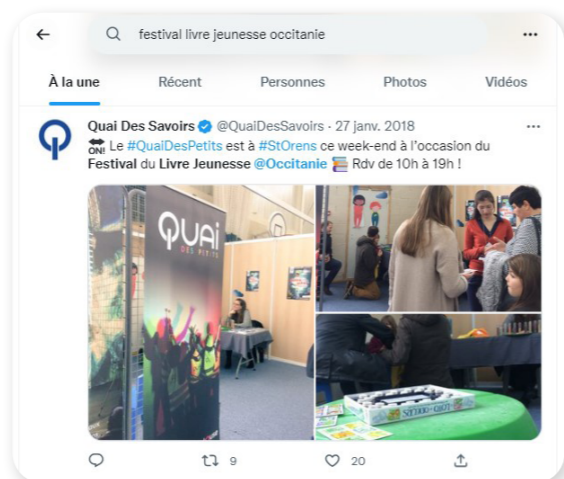 festival livre jeunesse occitanie
À la une Récent Personnes Photos Vidéos
Quai Des Savoirs @QuaiDesSavoirs · 27 janv. 2018
ON! Le #QuaiDesPetits est à #StOrens ce week-end à l'occasion du
Festival du Livre Jeunesse @Occitanie Rdv de 10h à 19h !
QUAI
DES PETITS
9 20